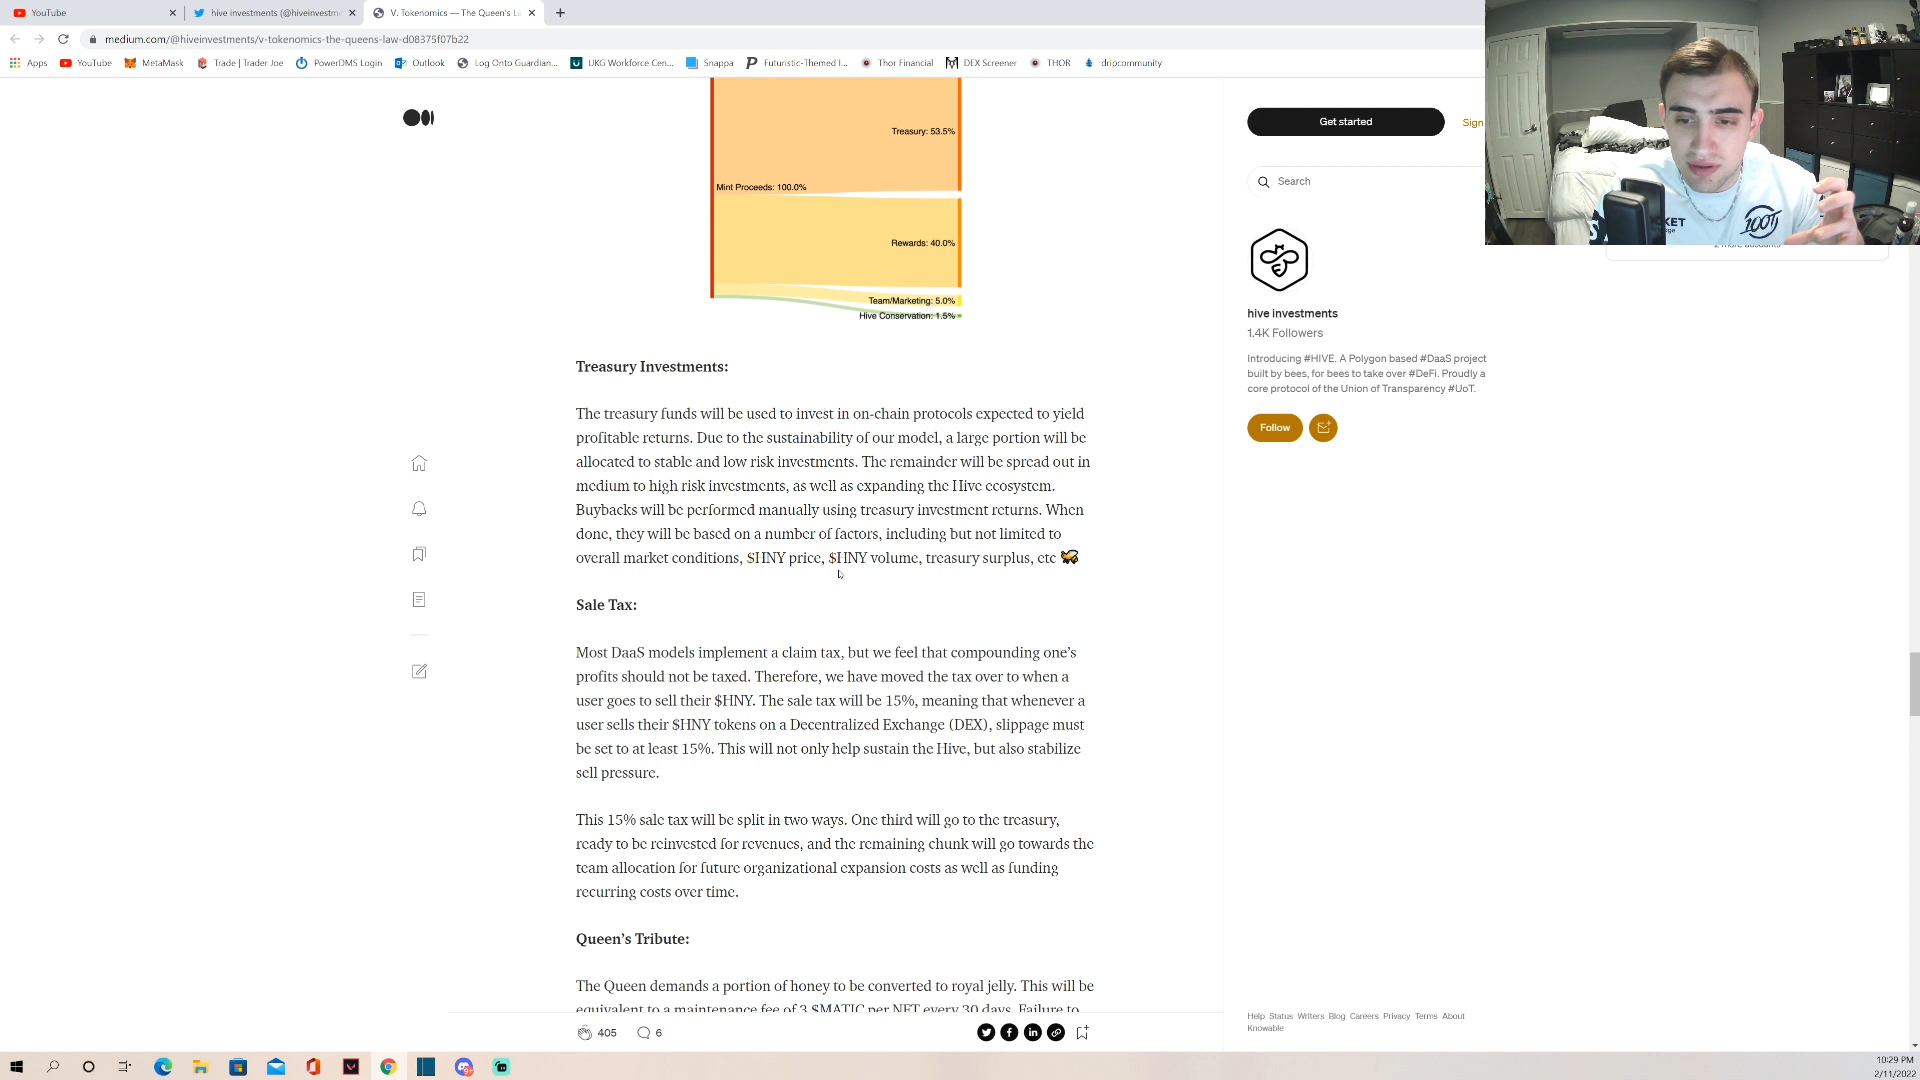 YouTube
hive investments (@hiveinvestm
V. Tokenomics — The Queen's La
medium.com/@hiveinvestments/v-tokenomics-the-queens-law-d08375f07b22
Apps YouTube MetaMask Trade | Trader Joe PowerDMS Login Outlook Log Onto Guardian... UKG Workforce Cen... Snappa Futuristic-Themed I... Thor Financial DEX Screener THOR dripcommunity
Treasury: 53.5%
Mint Proceeds: 100.0%
Rewards: 40.0%
Team/Marketing: 5.0%
Hive Conservation: 1.5%
Treasury Investments:
The treasury funds will be used to invest in on-chain protocols expected to yield
profitable returns. Due to the sustainability of our model, a large portion will be
allocated to stable and low risk investments. The remainder will be spread out in
medium to high risk investments, as well as expanding the Hive ecosystem.
Buybacks will be performed manually using treasury investment returns. When
done, they will be based on a number of factors, including but not limited to
overall market conditions, $HNY price, $HNY volume, treasury surplus, etc
Sale Tax:
Most DaaS models implement a claim tax, but we feel that compounding one's
profits should not be taxed. Therefore, we have moved the tax over to when a
user goes to sell their $HNY. The sale tax will be 15%, meaning that whenever a
user sells their $HNY tokens on a Decentralized Exchange (DEX), slippage must
be set to at least 15%. This will not only help sustain the Hive, but also stabilize
sell pressure.
This 15% sale tax will be split in two ways. One third will go to the treasury,
ready to be reinvested for revenues, and the remaining chunk will go towards the
team allocation for future organizational expansion costs as well as funding
recurring costs over time.
Queen's Tribute:
The Queen demands a portion of honey to be converted to royal jelly. This will be
equivalent to a maintenance fee of 3 $MATIC per NFT every 30 days. Failure to
405 6
Get started
Sign
Search
hive investments
1.4K Followers
Introducing #HIVE. A Polygon based #DaaS project
built by bees, for bees to take over #DeFi. Proudly a
core protocol of the Union of Transparency #UoT.
Follow
Help Status Writers Blog Careers Privacy Terms About
Knowable
100T
10:29 PM
2/11/2022